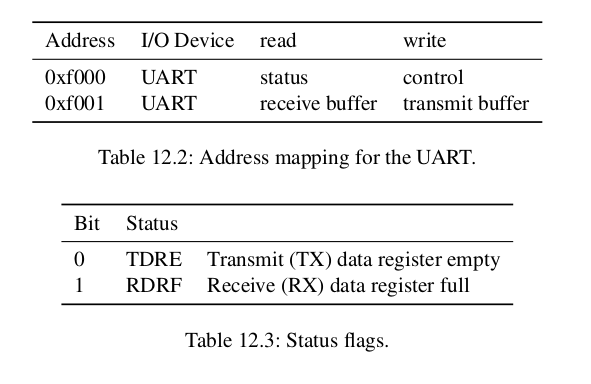 Address I/O Device read write
0xf000 UART status control
0xf001 UART receive buffer transmit buffer
Table 12.2: Address mapping for the UART.
Bit Status
0 TDRE Transmit (TX) data register empty
1 RDRF Receive (RX) data register full
Table 12.3: Status flags.